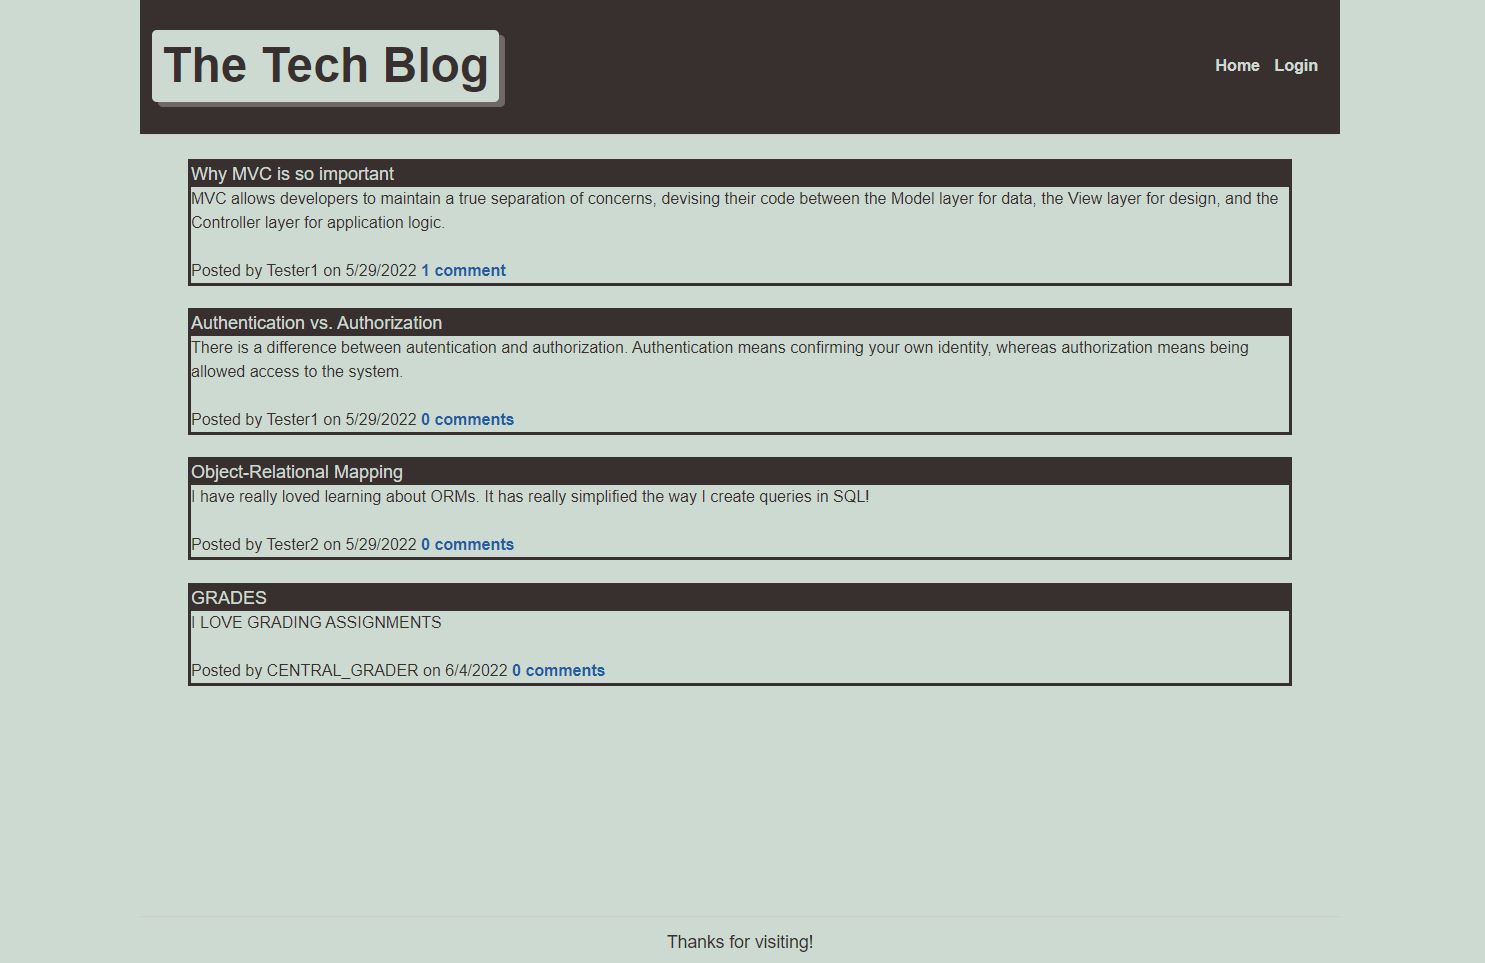 The Tech Blog
Home Login
Why MVC is so important
MVC allows developers to maintain a true separation of concerns, devising their code between the Model layer for data, the View layer for design, and the
Controller layer for application logic.
Posted by Tester1 on 5/29/2022 1 comment
Authentication vs. Authorization
There is a difference between autentication and authorization. Authentication means confirming your own identity, whereas authorization means being
allowed access to the system.
Posted by Tester1 on 5/29/2022 0 comments
Object-Relational Mapping
I have really loved learning about ORMs. It has really simplified the way I create queries in SQL!
Posted by Tester2 on 5/29/2022 0 comments
GRADES
I LOVE GRADING ASSIGNMENTS
Posted by CENTRAL_GRADER on 6/4/2022 0 comments
Thanks for visiting!